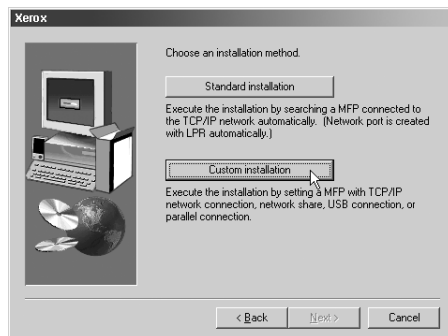 Xerox
Choose an installation method.
Standard installation
Execute the installation by searching a MFP connected to
the TCP/IP network automatically. (Network port is created
with LPR automatically.)
Custom installation
Execute the installation by setting a MFP with TCP/IP
network connection, network share, USB connection, or
parallel connection.
< Back
Next >
Cancel